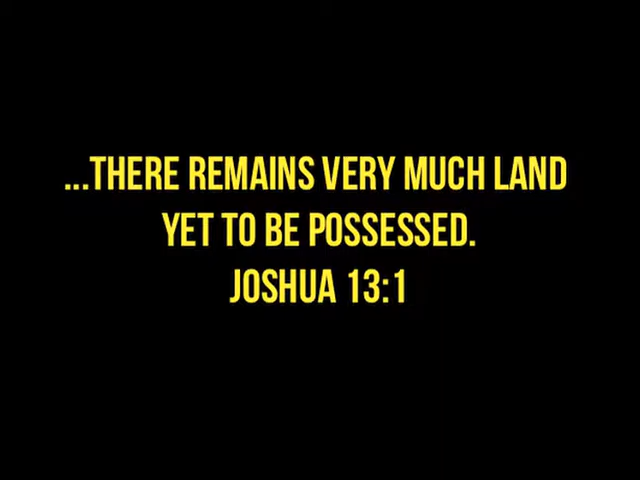 ...THERE REMAINS VERY MUCH LAND
YET TO BE POSSESSED.
JOSHUA 13:1